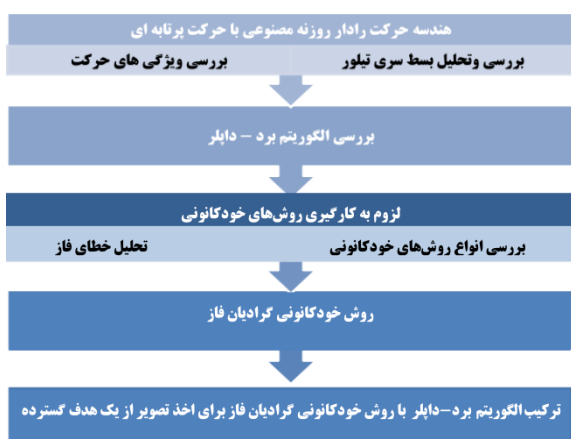 هندسه حرکت رادار روزنه مصنوعی با حرکت پرتابه ای
بررسی وتحلیل بسط سری تیلور
بررسی ویژگی های حرکت
بررسی الگوریتم برد – داپلر
لزوم به کارگیری روش‌های خودکانونی
بررسی انواع روش‌های خودکانونی
تحلیل خطای فاز
روش خودکانونی گرادیان فاز
ترکیب الگوریتم برد–داپلر با روش خودکانونی گرادیان فاز برای اخذ تصویر از یک هدف گسترده